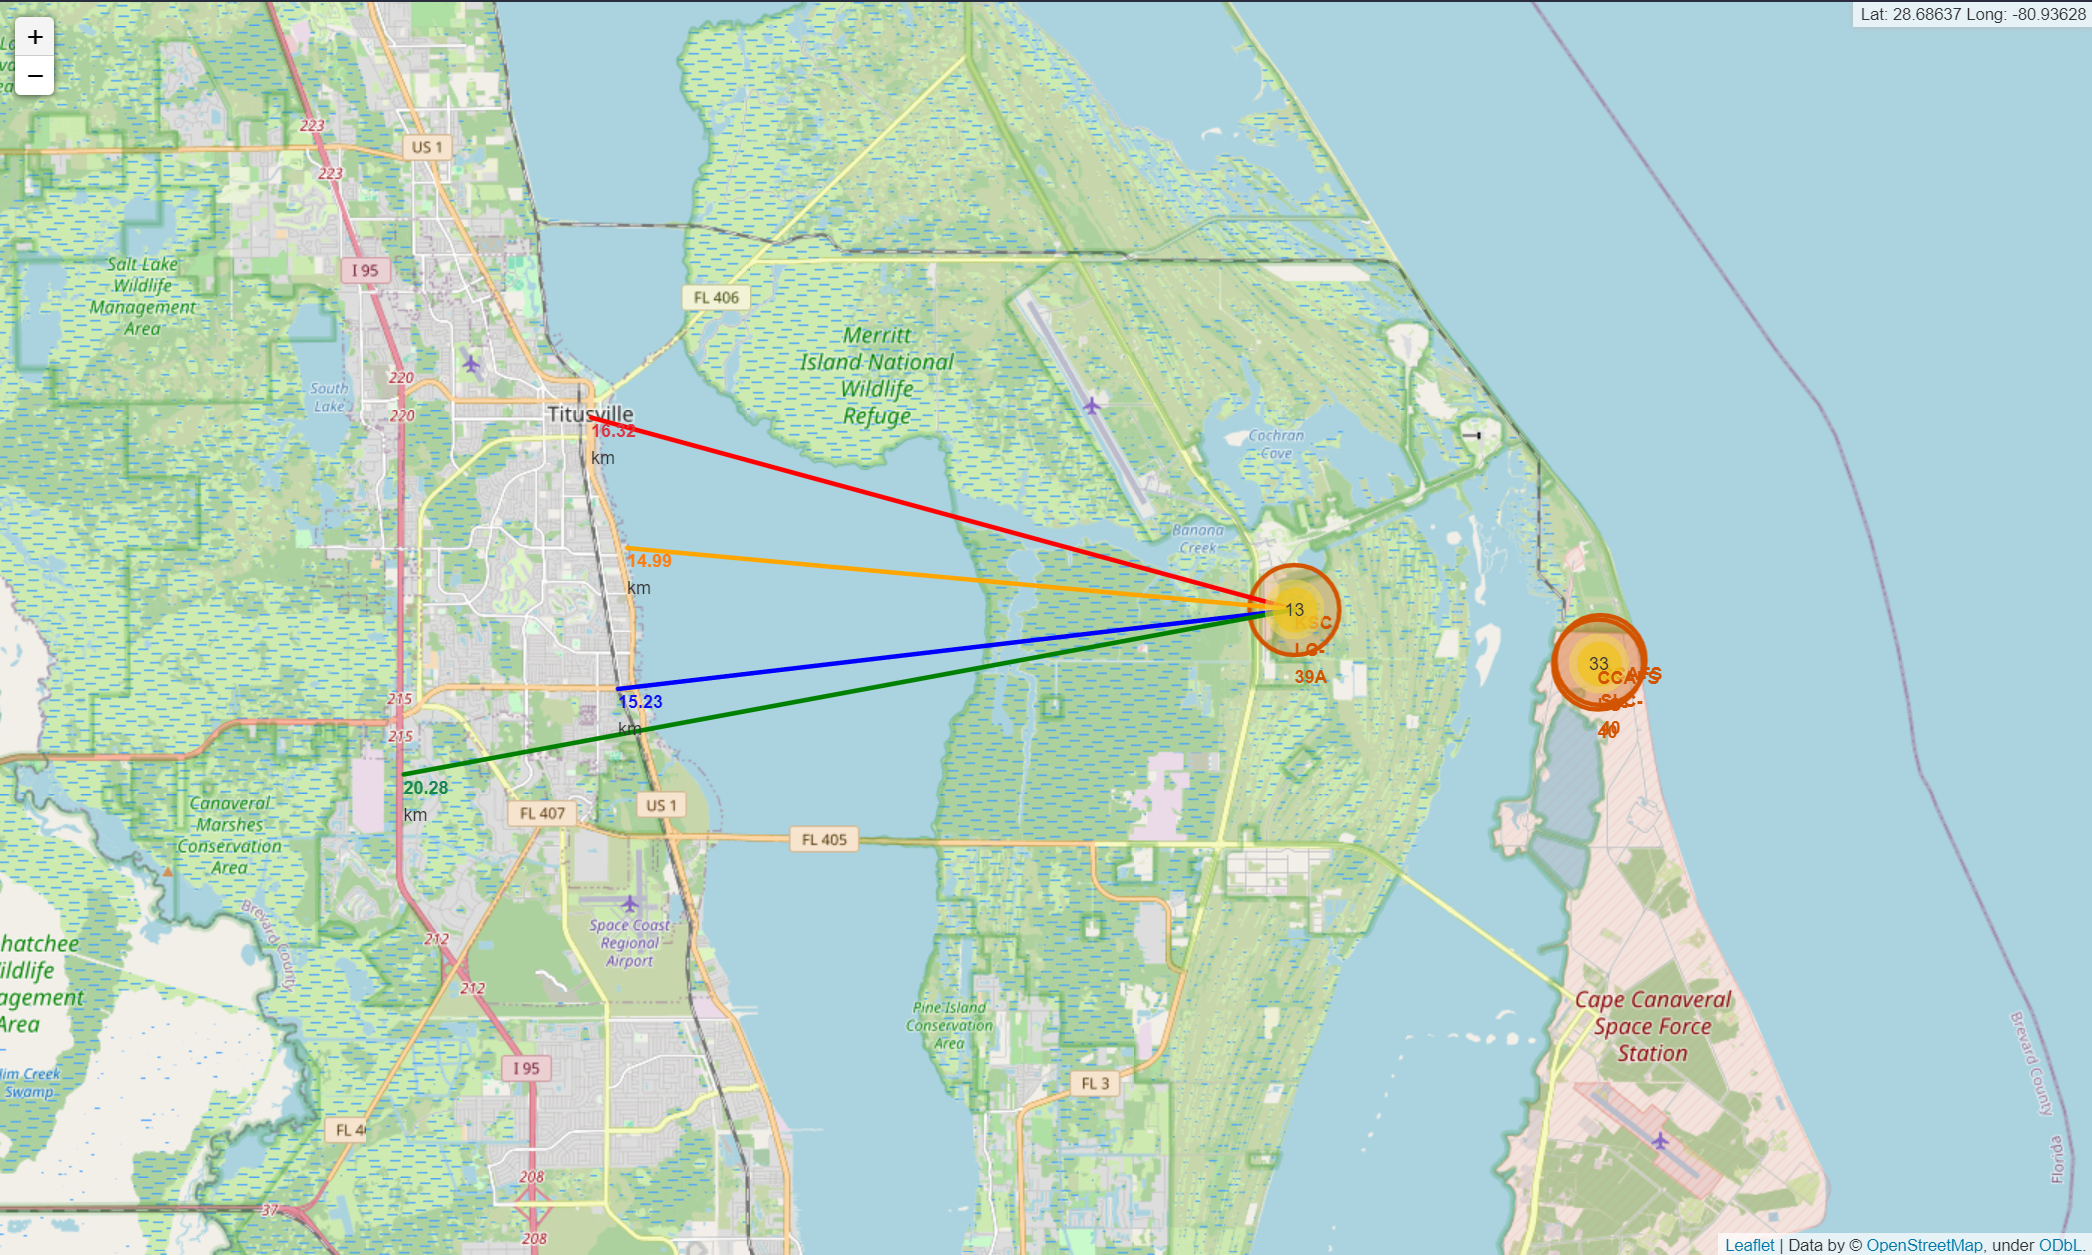 +
−
Lat: 28.68637 Long: -80.93628
223
US 1
223
Salt Lake
Wildlife
Management
Area
I 95
FL 406
Merritt
Island National
Wildlife
Refuge
220
South
Lake
220
Titusville
16.32
km
Cochran
Cove
Banana
Creek
14.99
km
13
KSC
LC-
39A
33
CCAFS
SLC-
40
40
215
15.23
km
215
20.28
km
Canaveral
Marshes
Conservation
Area
FL 407
US 1
FL 405
Brevard County
212
Space Coast
Regional
Airport
212
hatchee
ildlife
agement
Area
Pine Island
Conservation
Area
Cape Canaveral
Space Force
Station
Jim Creek
Swamp
I 95
FL 3
Brevard County
Florida
FL 4
208
37
208
Leaflet | Data by © OpenStreetMap, under ODbL.